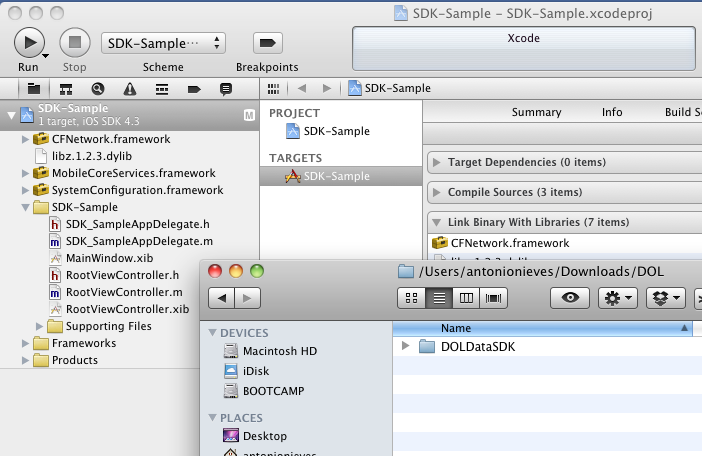 SDK-Sample – SDK-Sample.xcodeproj
SDK-Sample...
Xcode
Run
Stop
Scheme
Breakpoints
SDK-Sample
SDK-Sample
1 target, iOS SDK 4.3
M
CFNetwork.framework
libz.1.2.3.dylib
MobileCoreServices.framework
SystemConfiguration.framework
SDK-Sample
h SDK_SampleAppDelegate.h
m SDK_SampleAppDelegate.m
MainWindow.xib
h RootViewController.h
m RootViewController.m
RootViewController.xib
Supporting Files
Frameworks
Products
PROJECT
SDK-Sample
TARGETS
SDK-Sample
Summary
Info
Build
Target Dependencies (0 items)
Compile Sources (3 items)
Link Binary With Libraries (7 items)
CFNetwork.framework
/Users/antonionieves/Downloads/DOL
DEVICES
Macintosh HD
iDisk
BOOTCAMP
PLACES
Desktop
antonionieves
Name
DOLDataSDK